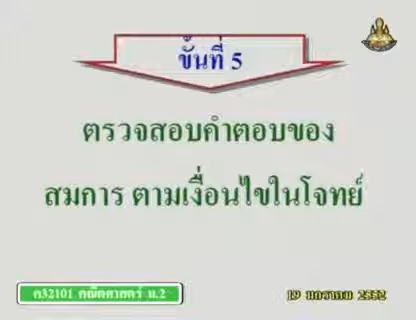 ขั้นที่ 5
ตรวจสอบคำตอบของ
สมการ ตามเงื่อนไขในโจทย์
ค32101 คณิตศาสตร์ ม.2
19 มกราคม 2552